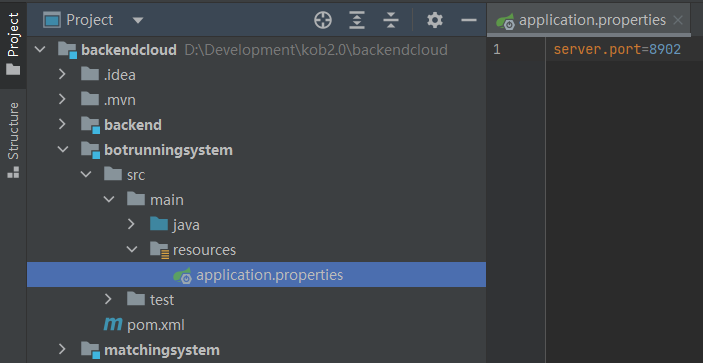 Project
Structure
Project
backendcloud D:\Development\kob2.0\backendcloud
.idea
.mvn
backend
botrunningsystem
src
main
java
resources
application.properties
test
m pom.xml
matchingsystem
application.properties
1 server.port=8902